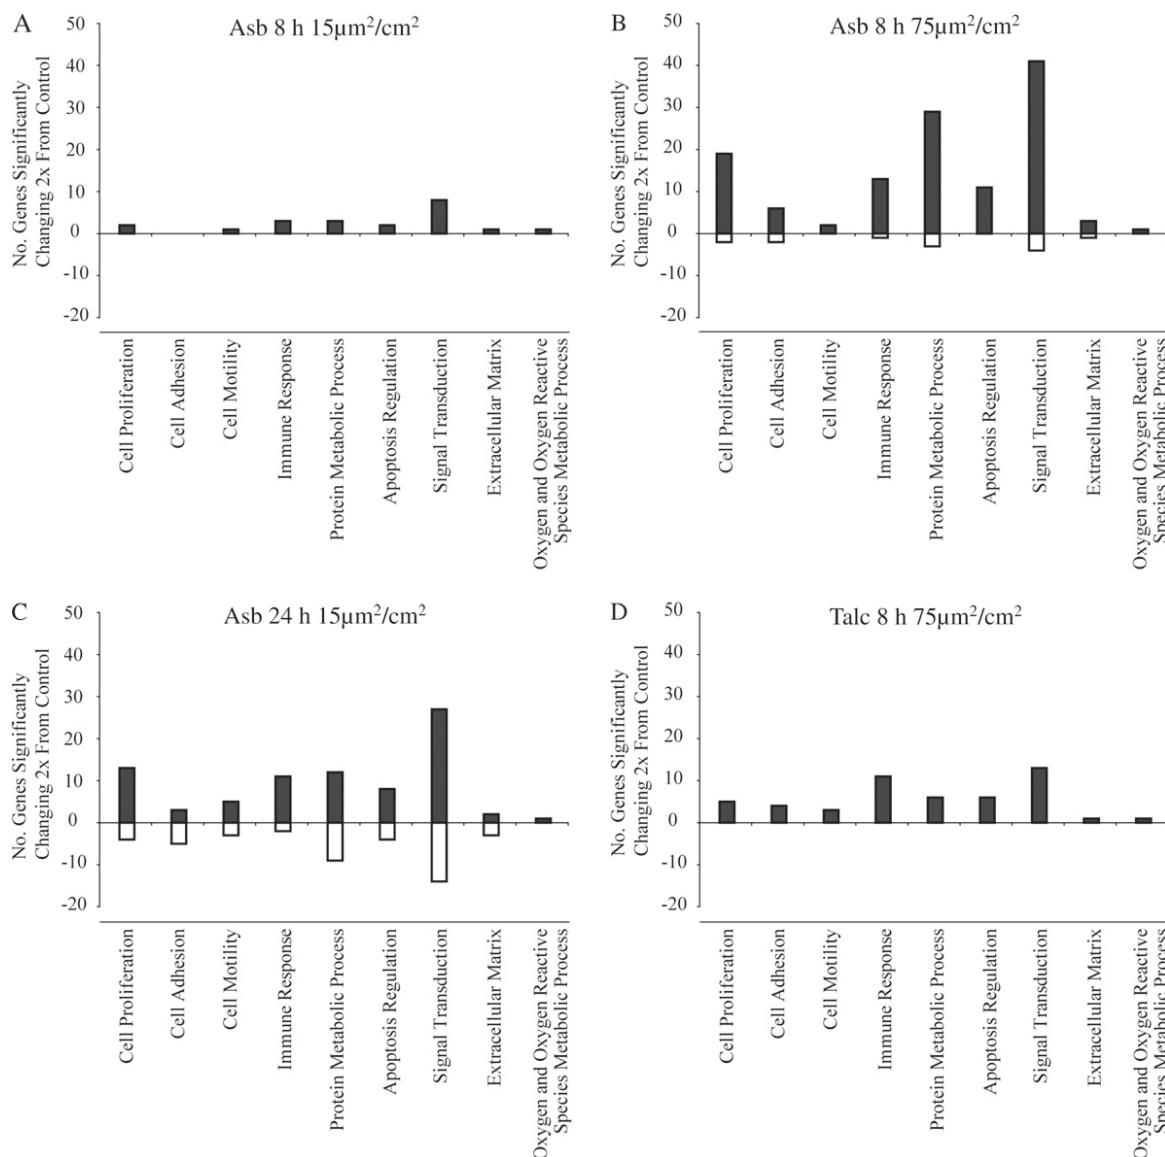 A
Asb 8 h 15µm²/cm²
No. Genes Significantly
Changing 2x From Control
50
40
30
20
10
0
-10
-20
Cell Proliferation
Cell Adhesion
Cell Motility
Immune Response
Protein Metabolic Process
Apoptosis Regulation
Signal Transduction
Extracellular Matrix
Oxygen and Oxygen Reactive
Species Metabolic Process
B
Asb 8 h 75µm²/cm²
No. Genes Significantly
Changing 2x From Control
50
40
30
20
10
0
-10
-20
Cell Proliferation
Cell Adhesion
Cell Motility
Immune Response
Protein Metabolic Process
Apoptosis Regulation
Signal Transduction
Extracellular Matrix
Oxygen and Oxygen Reactive
Species Metabolic Process
C
Asb 24 h 15µm²/cm²
No. Genes Significantly
Changing 2x From Control
50
40
30
20
10
0
-10
-20
Cell Proliferation
Cell Adhesion
Cell Motility
Immune Response
Protein Metabolic Process
Apoptosis Regulation
Signal Transduction
Extracellular Matrix
Oxygen and Oxygen Reactive
Species Metabolic Process
D
Talc 8 h 75µm²/cm²
No. Genes Significantly
Changing 2x From Control
50
40
30
20
10
0
-10
-20
Cell Proliferation
Cell Adhesion
Cell Motility
Immune Response
Protein Metabolic Process
Apoptosis Regulation
Signal Transduction
Extracellular Matrix
Oxygen and Oxygen Reactive
Species Metabolic Process